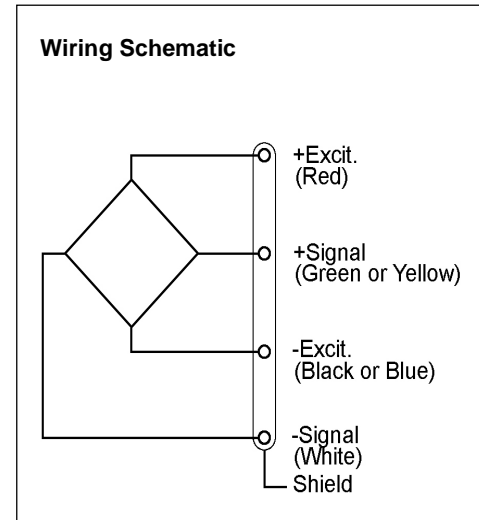 Wiring Schematic
+Excit.
(Red)
+Signal
(Green or Yellow)
-Excit.
(Black or Blue)
-Signal
(White)
Shield